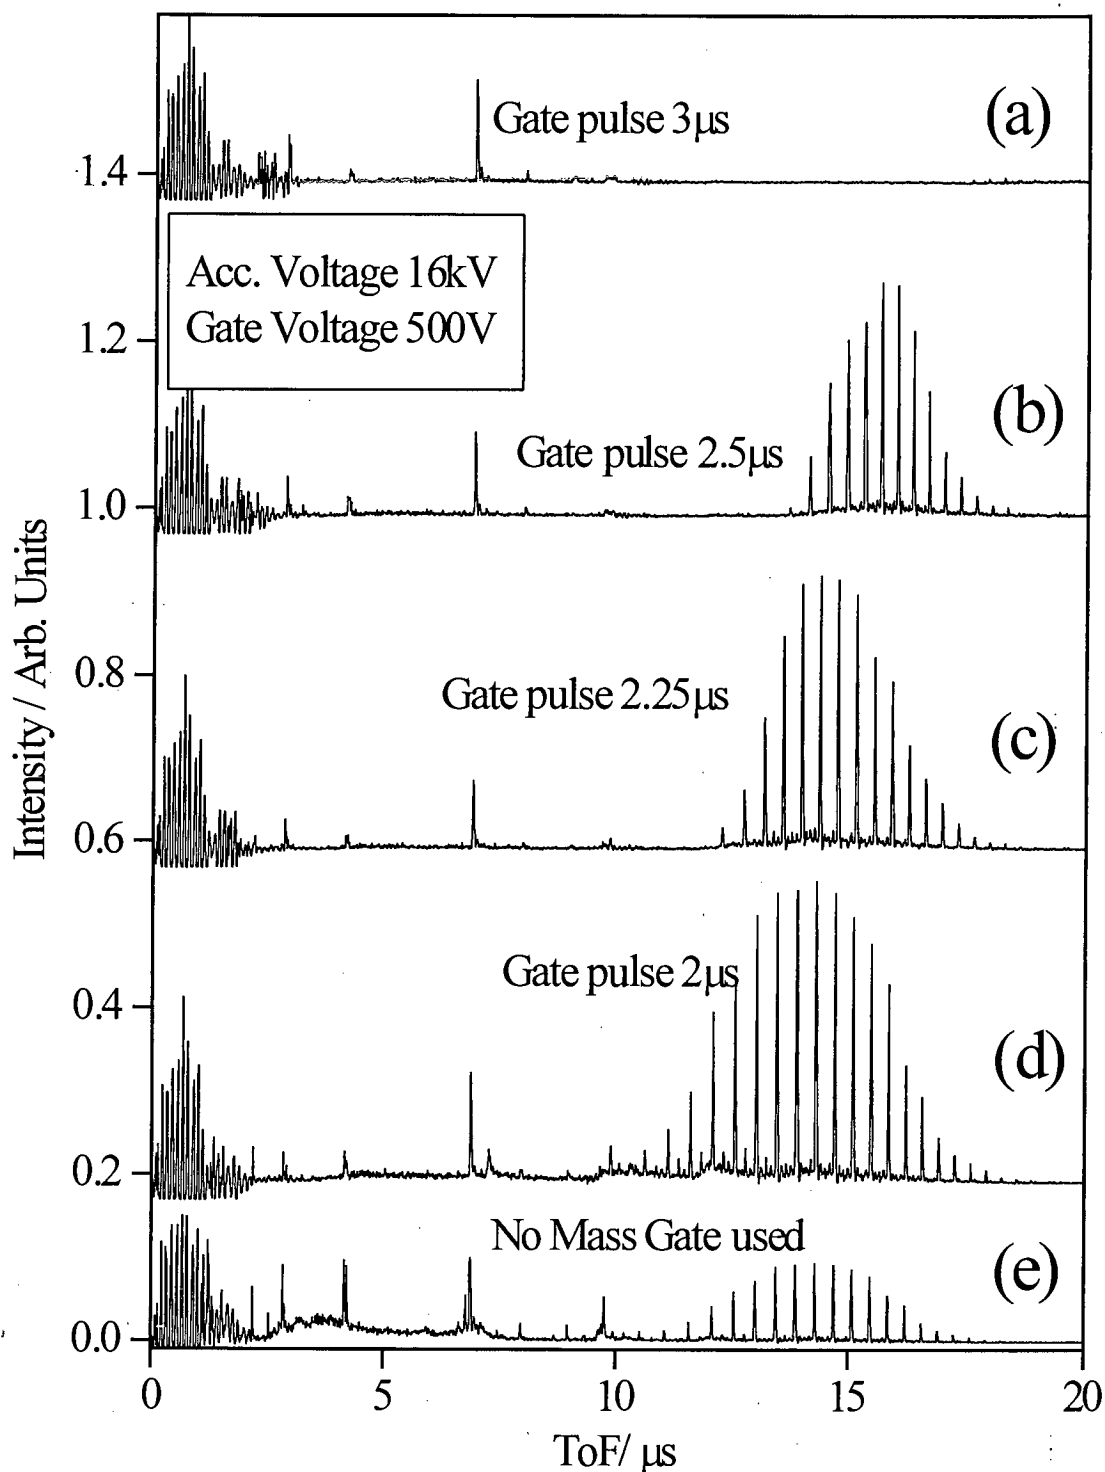 Gate pulse 3μs
(a)
1.4
Acc. Voltage 16kV
Gate Voltage 500V
1.2
(b)
Gate pulse 2.5μs
1.0
Intensity / Arb. Units
0.8
Gate pulse 2.25μs
(c)
0.6
Gate pulse 2μs
0.4
(d)
0.2
No Mass Gate used
(e)
0.0
0 5 10 15 20
ToF/ μs